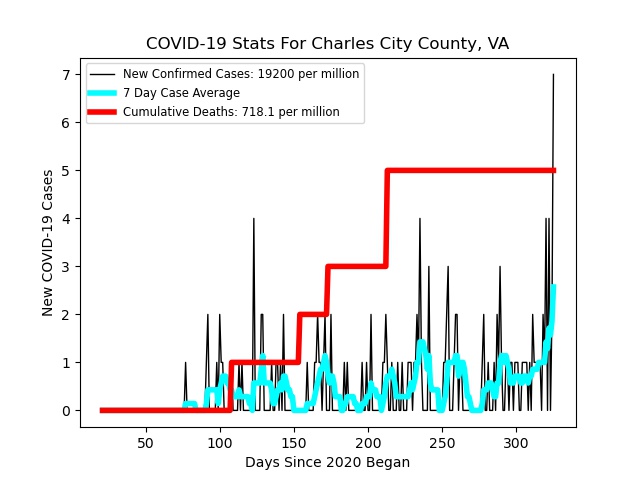 COVID-19 Stats For Charles City County, VA
New Confirmed Cases: 19200 per million
7 Day Case Average
Cumulative Deaths: 718.1 per million
New COVID-19 Cases
7
6
5
4
3
2
1
0
50 100 150 200 250 300
Days Since 2020 Began